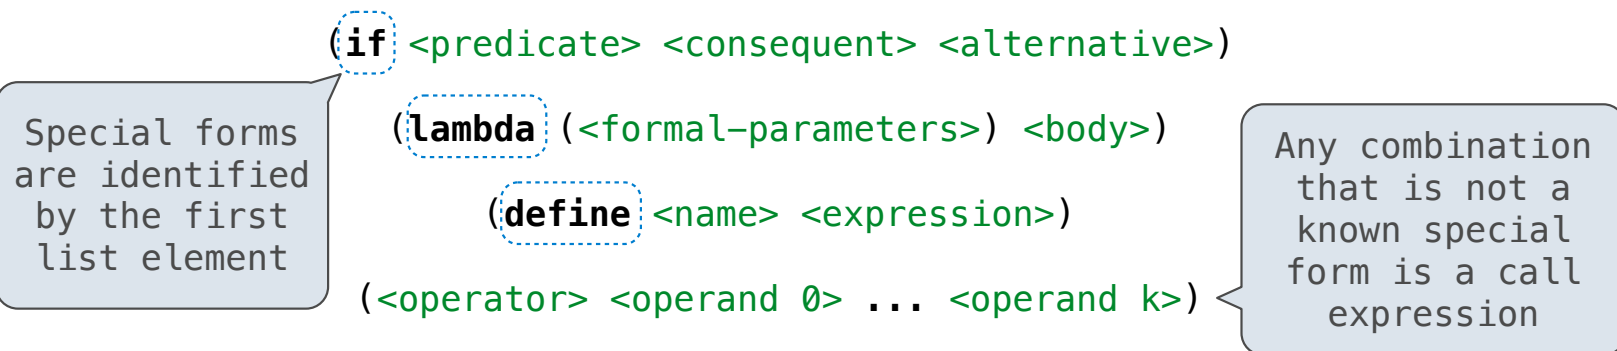 (if <predicate> <consequent> <alternative>)
Special forms
are identified
by the first
list element
(lambda (<formal-parameters>) <body>)
(define <name> <expression>)
(<operator> <operand 0> ... <operand k>)
Any combination
that is not a
known special
form is a call
expression